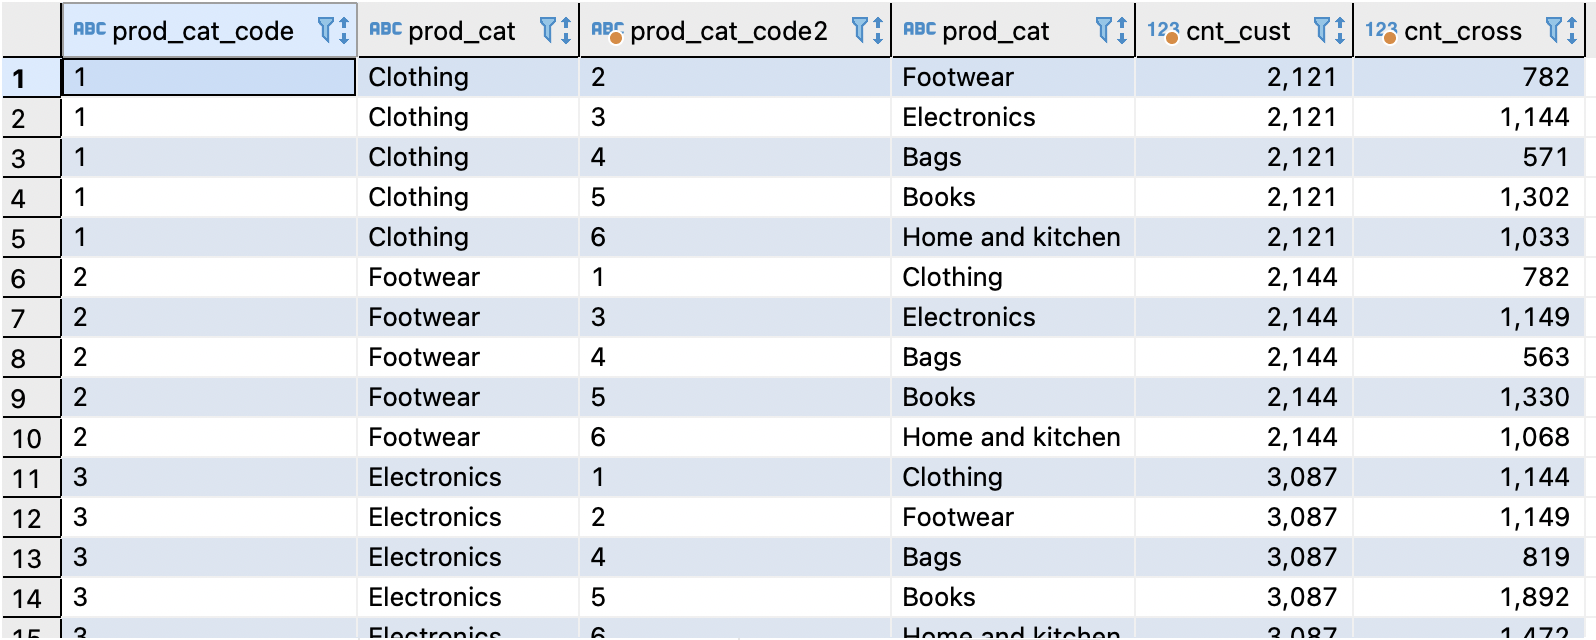 ABC prod_cat_code ABC prod_cat ABC prod_cat_code2 ABC prod_cat 123 cnt_cust 123 cnt_cross
1 1 Clothing 2 Footwear 2,121 782
2 1 Clothing 3 Electronics 2,121 1,144
3 1 Clothing 4 Bags 2,121 571
4 1 Clothing 5 Books 2,121 1,302
5 1 Clothing 6 Home and kitchen 2,121 1,033
6 2 Footwear 1 Clothing 2,144 782
7 2 Footwear 3 Electronics 2,144 1,149
8 2 Footwear 4 Bags 2,144 563
9 2 Footwear 5 Books 2,144 1,330
10 2 Footwear 6 Home and kitchen 2,144 1,068
11 3 Electronics 1 Clothing 3,087 1,144
12 3 Electronics 2 Footwear 3,087 1,149
13 3 Electronics 4 Bags 3,087 819
14 3 Electronics 5 Books 3,087 1,892
15 3 Electronics 6 Home and kitchen 3,087 1,472